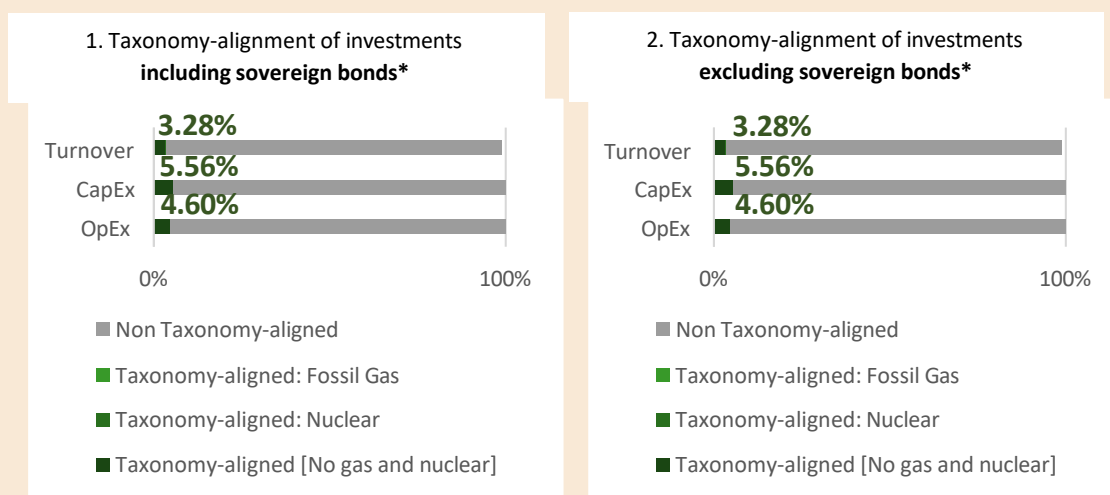 1. Taxonomy-alignment of investments
including sovereign bonds*
3.28%
Turnover
5.56%
CapEx
4.60%
OpEx
0% 100%
Non Taxonomy-aligned
Taxonomy-aligned: Fossil Gas
Taxonomy-aligned: Nuclear
Taxonomy-aligned [No gas and nuclear]
2. Taxonomy-alignment of investments
excluding sovereign bonds*
3.28%
Turnover
5.56%
CapEx
4.60%
OpEx
0% 100%
Non Taxonomy-aligned
Taxonomy-aligned: Fossil Gas
Taxonomy-aligned: Nuclear
Taxonomy-aligned [No gas and nuclear]